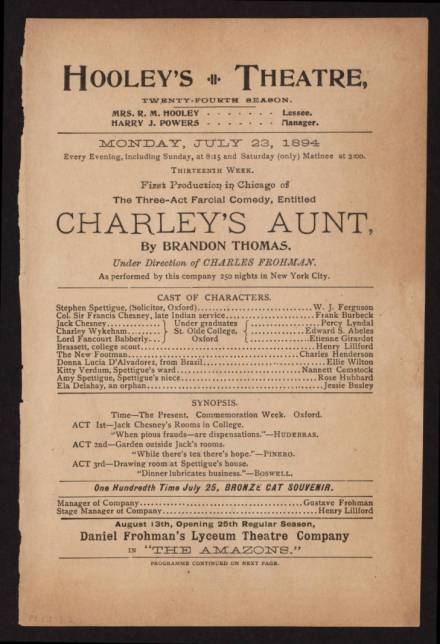 HOOLEY'S THEATRE,
TWENTY-FOURTH SEASON.
MRS. R. M. HOOLEY . . . . . . . Lessee.
HARRY J. POWERS . . . . . . . Manager.
MONDAY, JULY 23, 1894
Every Evening, including Sunday, at 8:15 and Saturday (only) Matinee at 2:00.
THIRTEENTH WEEK.
First Production in Chicago of
The Three-Act Farcial Comedy, Entitled
CHARLEY'S AUNT,
By BRANDON THOMAS.
Under Direction of CHARLES FROHMAN.
As performed by this company 250 nights in New York City.
CAST OF CHARACTERS.
Stephen Spettigue, (Solicitor, Oxford)........W. J. Ferguson
Col. Sir Francis Chesney, late Indian service........Frank Burbeck
Jack Chesney........ } Under graduates { ........Percy Lyndal
Charley Wykeham........ } St. Olde College, { ........Edward S. Abeles
Lord Fancourt Babberly... } Oxford { ........Etienne Girardot
Brassett, college scout........Henry Lillford
The New Footman........Charles Henderson
Donna Lucia D'Alvadorez, from Brazil........Ellie Wilton
Kitty Verdum, Spettigue's ward........Nannett Comstock
Amy Spettigue, Spettigue's niece........Rose Hubbard
Ela Delahay, an orphan........Jessie Busley
SYNOPSIS.
Time—The Present. Commemoration Week. Oxford.
ACT 1st—Jack Chesney's Rooms in College.
"When pious frauds—are dispensations."—HUDEBRAS.
ACT 2nd—Garden outside Jack's rooms.
"While there's tea there's hope."—PINERO.
ACT 3rd—Drawing room at Spettigue's house.
"Dinner lubricates business."—BOSWELL.
One Hundredth Time July 25, BRONZE CAT SOUVENIR.
Manager of Company........Gustave Frohman
Stage Manager of Company........Henry Lillford
August 13th, Opening 25th Regular Season,
Daniel Frohman's Lyceum Theatre Company
IN "THE AMAZONS."
PROGRAMME CONTINUED ON NEXT PAGE.